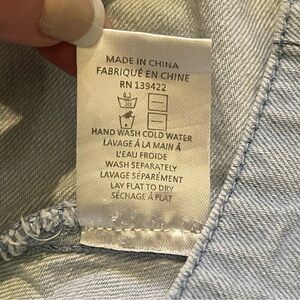 MADE IN CHINA
FABRIQUÉ EN CHINE
RN 139422
HAND WASH COLD WATER
LAVAGE À LA MAIN À
L'EAU FROIDE
WASH SEPARATELY
LAVAGE SÉPARÉMENT
LAY FLAT TO DRY
SÉCHAGE À PLAT